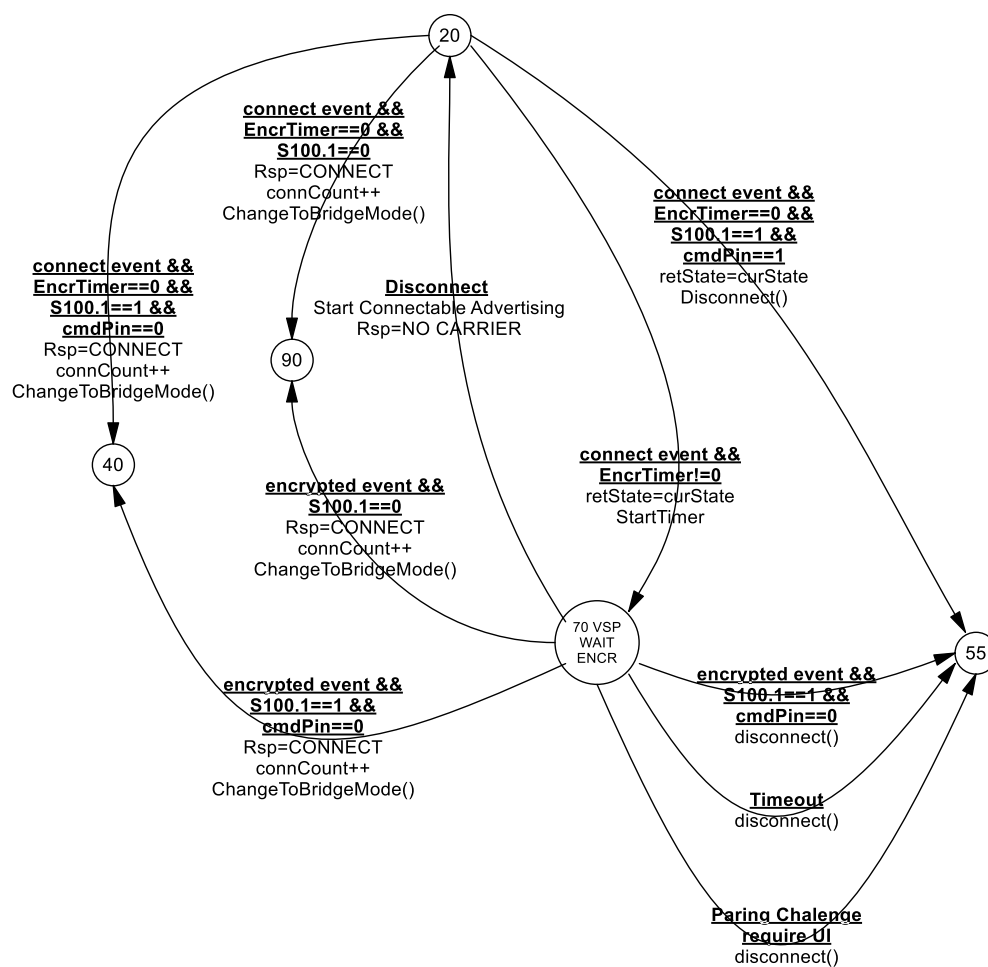 20
connect event &&
EncrTimer==0 &&
S100.1==0
Rsp=CONNECT
connCount++
ChangeToBridgeMode()
connect event &&
EncrTimer==0 &&
S100.1==1 &&
cmdPin==1
retState=curState
Disconnect()
connect event &&
EncrTimer==0 &&
S100.1==1 &&
cmdPin==0
Rsp=CONNECT
connCount++
ChangeToBridgeMode()
Disconnect
Start Connectable Advertising
Rsp=NO CARRIER
90
40
connect event &&
EncrTimer!=0
retState=curState
StartTimer
encrypted event &&
S100.1==0
Rsp=CONNECT
connCount++
ChangeToBridgeMode()
70 VSP
WAIT
ENCR
55
encrypted event &&
S100.1==1 &&
cmdPin==0
Rsp=CONNECT
connCount++
ChangeToBridgeMode()
encrypted event &&
S100.1==1 &&
cmdPin==0
disconnect()
Timeout
disconnect()
Paring Chalenge
require UI
disconnect()